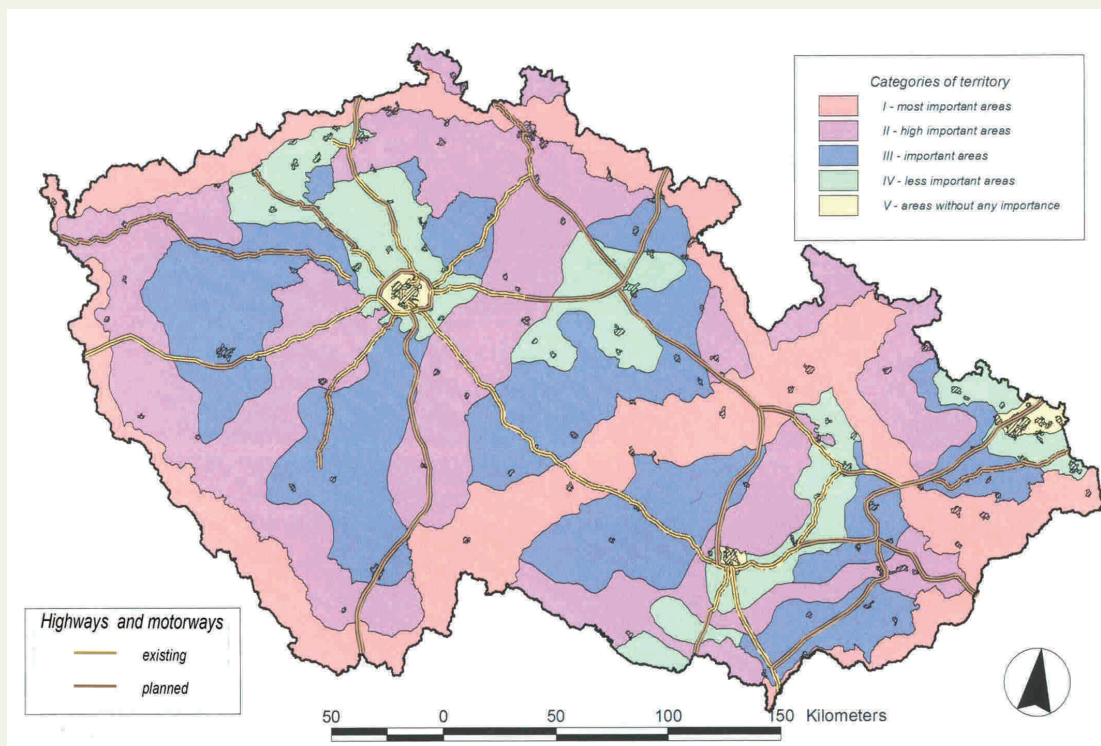 Categories of territory
I - most important areas
II - high important areas
III - important areas
IV - less important areas
V - areas without any importance
Highways and motorways
existing
planned
50 0 50 100 150 Kilometers